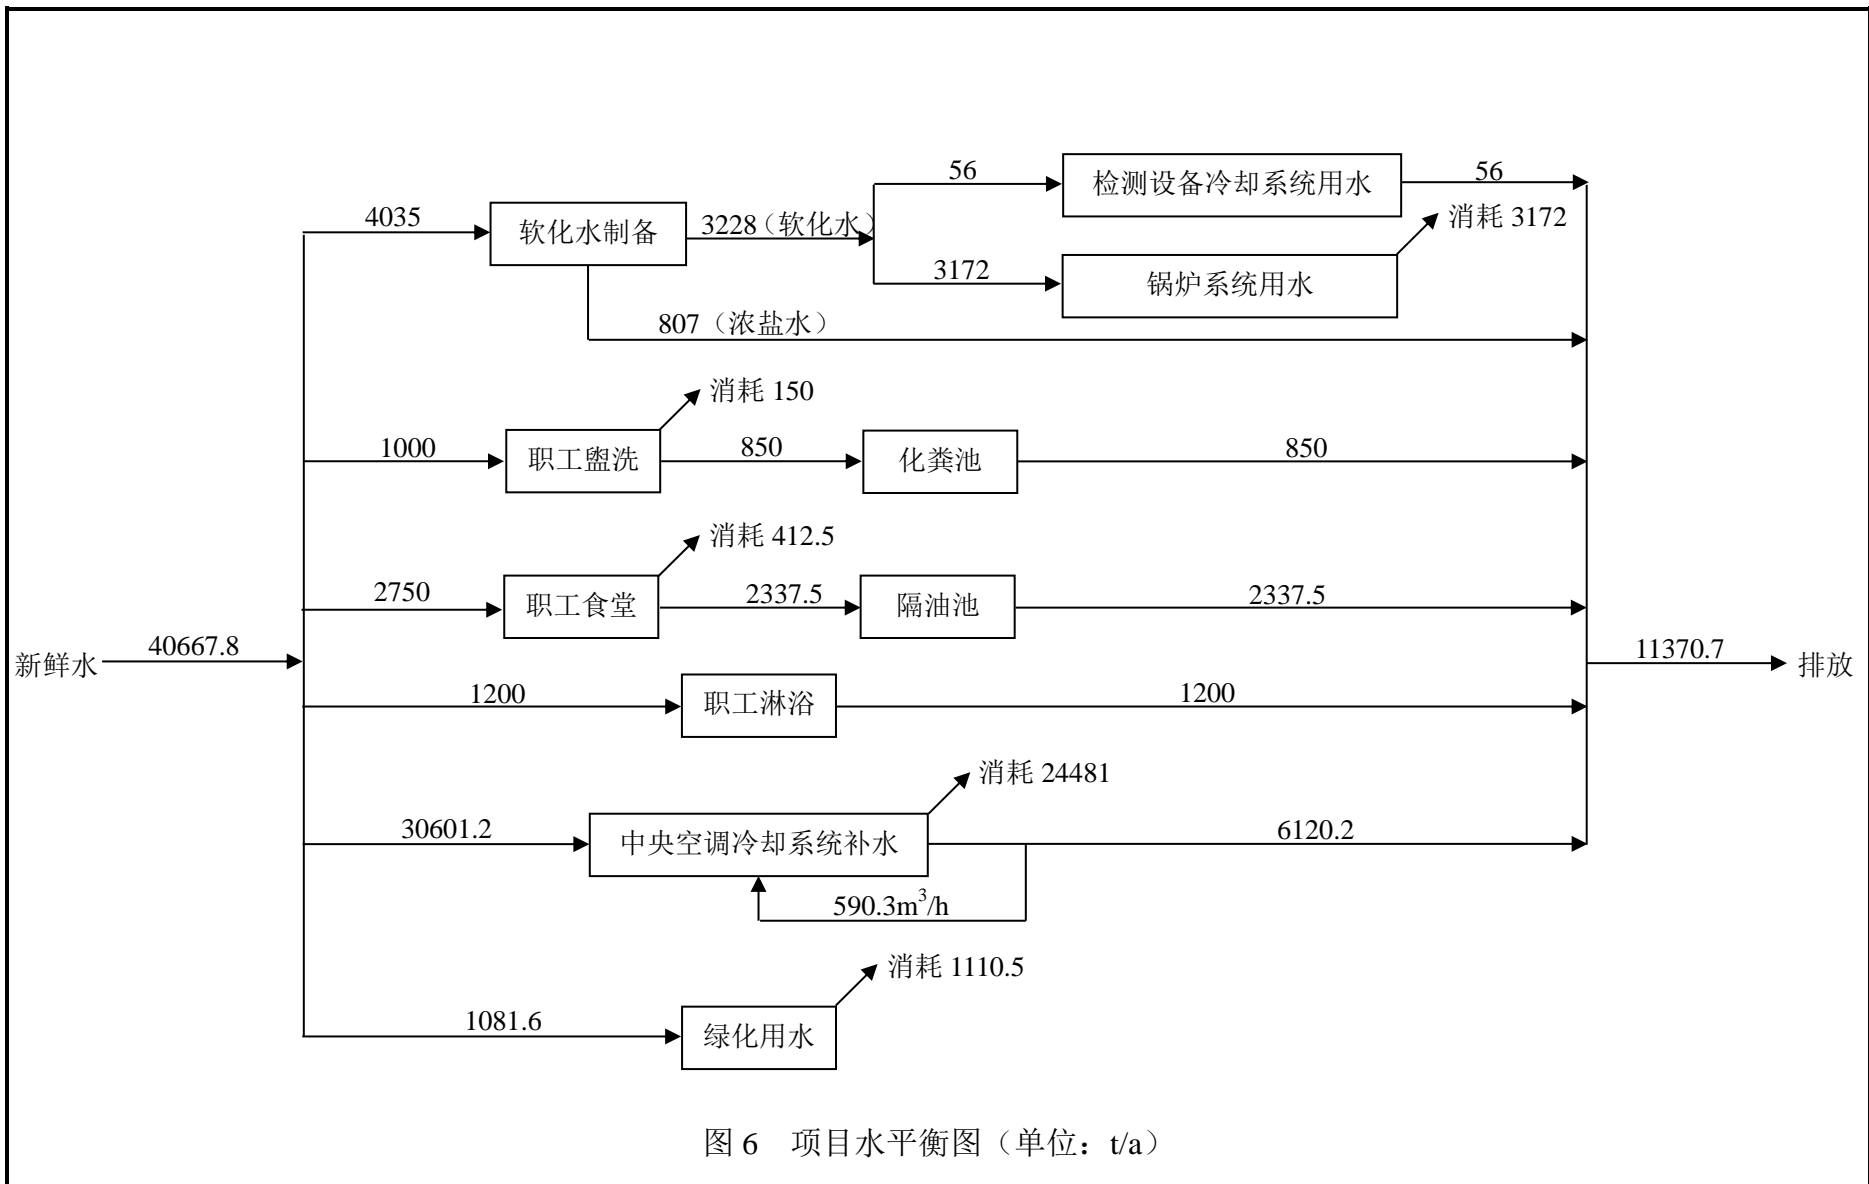 56
检测设备冷却系统用水
56
4035
软化水制备
3228（软化水）
消耗 3172
3172
锅炉系统用水
807（浓盐水）
消耗 150
1000
职工盥洗
850
化粪池
850
消耗 412.5
2750
职工食堂
2337.5
隔油池
2337.5
新鲜水
40667.8
11370.7
排放
1200
职工淋浴
1200
消耗 24481
30601.2
中央空调冷却系统补水
6120.2
590.3m³/h
消耗 1110.5
1081.6
绿化用水
图 6 项目水平衡图（单位：t/a）